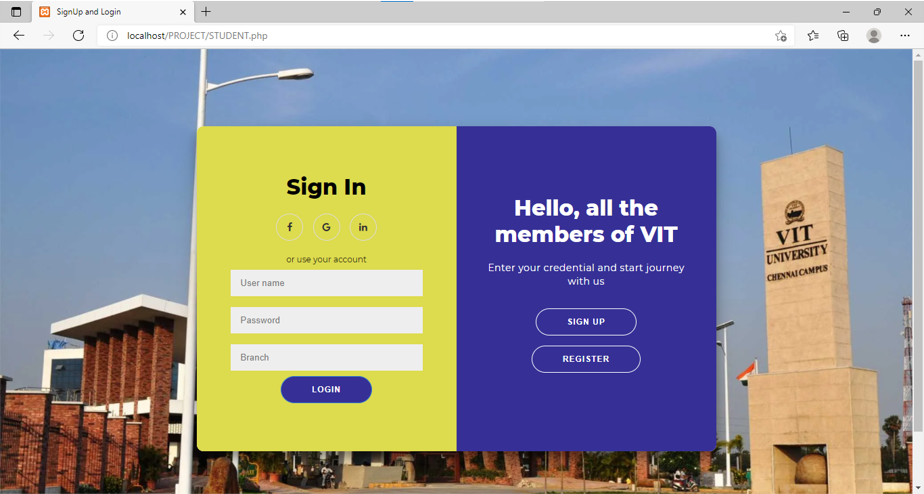 SignUp and Login
localhost/PROJECT/STUDENT.php
Sign In
f
G
in
or use your account
User name
Password
Branch
LOGIN
Hello, all the
members of VIT
Enter your credential and start journey
with us
SIGN UP
REGISTER
VIT
UNIVERSITY
CHENNAI CAMPUS